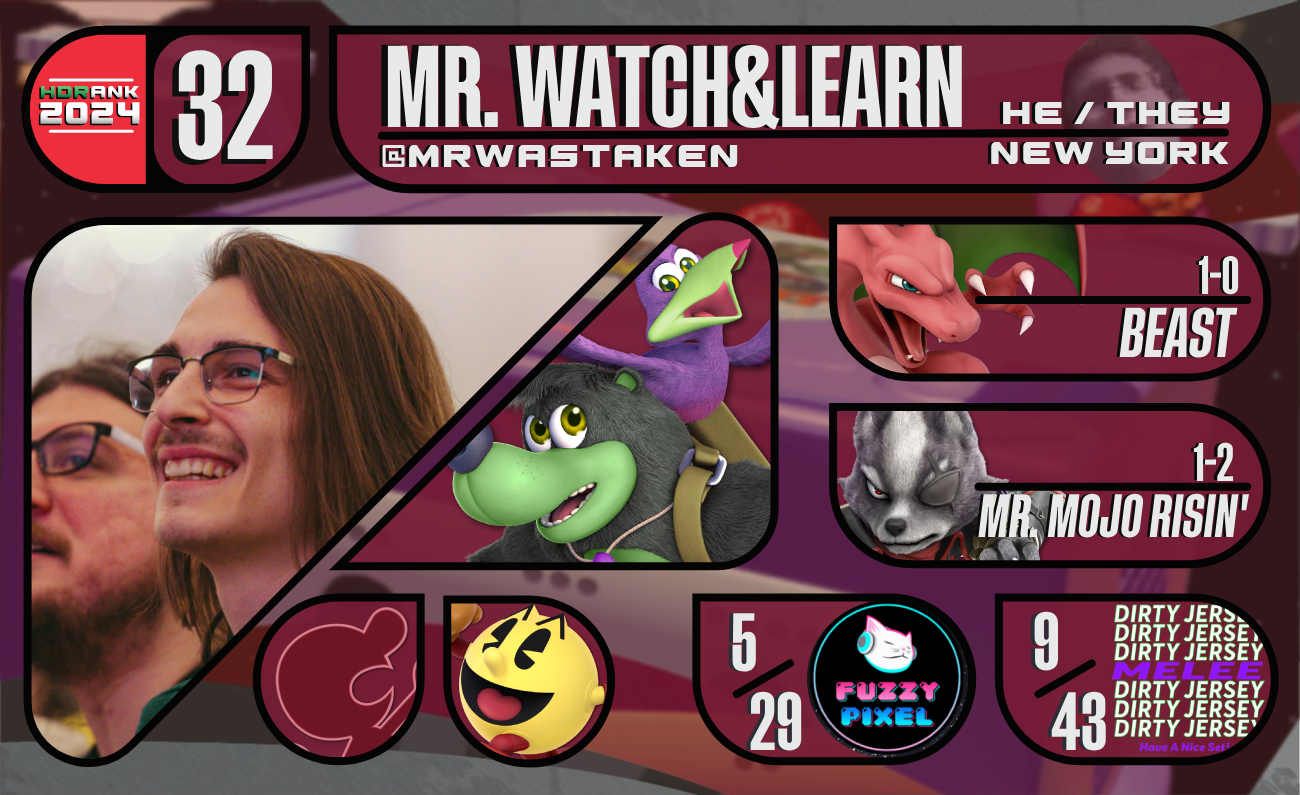 HDRANK
2024
32
MR. WATCH&LEARN
@MRWASTAKEN
HE / THEY
NEW YORK
1-0
BEAST
1-2
MR. MOJO RISIN'
5
29
FUZZY
PIXEL
9
43
DIRTY JERSEY
DIRTY JERSEY
DIRTY JERSEY
MELEE
DIRTY JERSEY
DIRTY JERSEY
DIRTY JERSEY
Have A Nice Set!